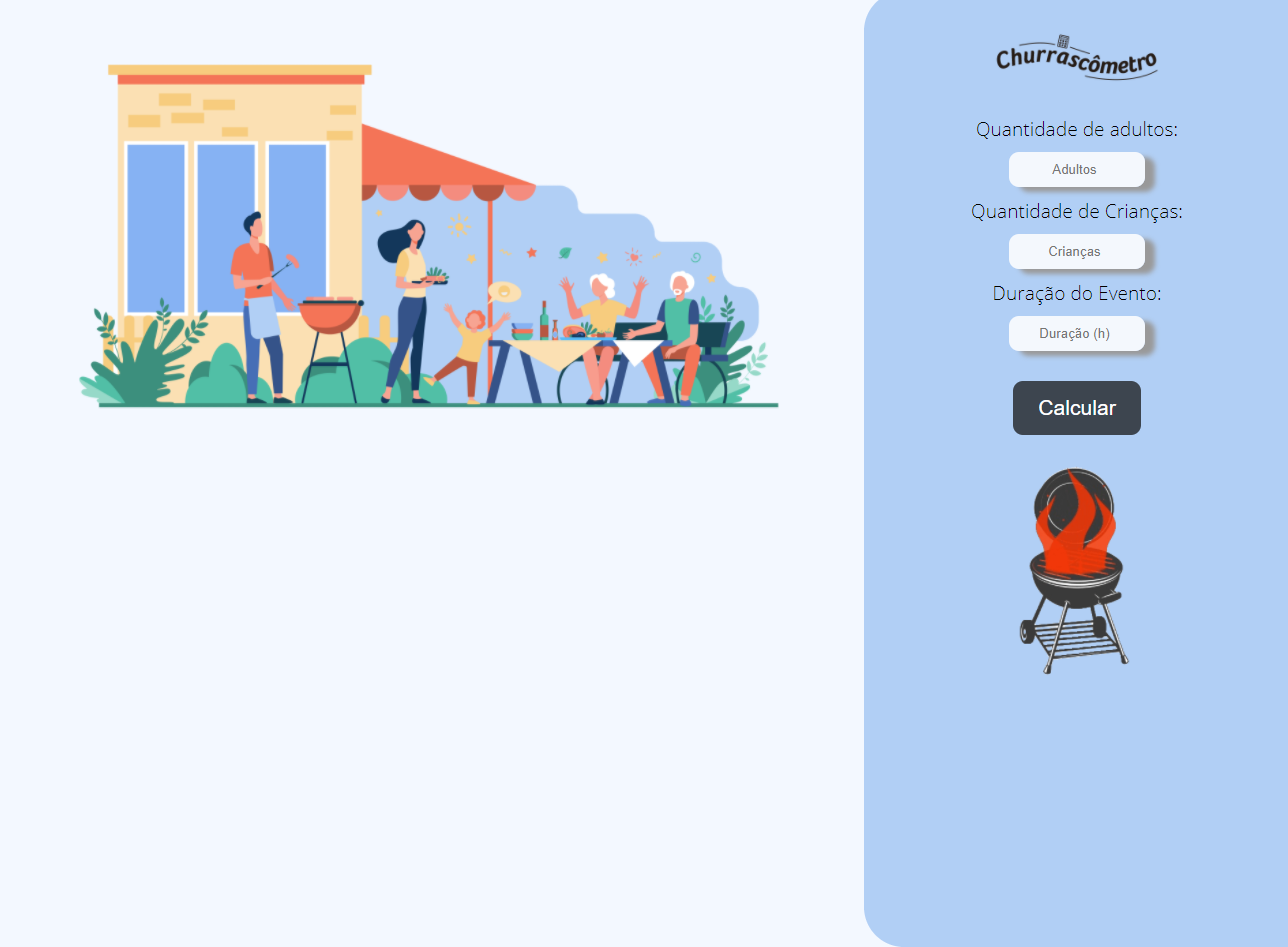 Churrascômetro
Quantidade de adultos:
Adultos
Quantidade de Crianças:
Crianças
Duração do Evento:
Duração (h)
Calcular